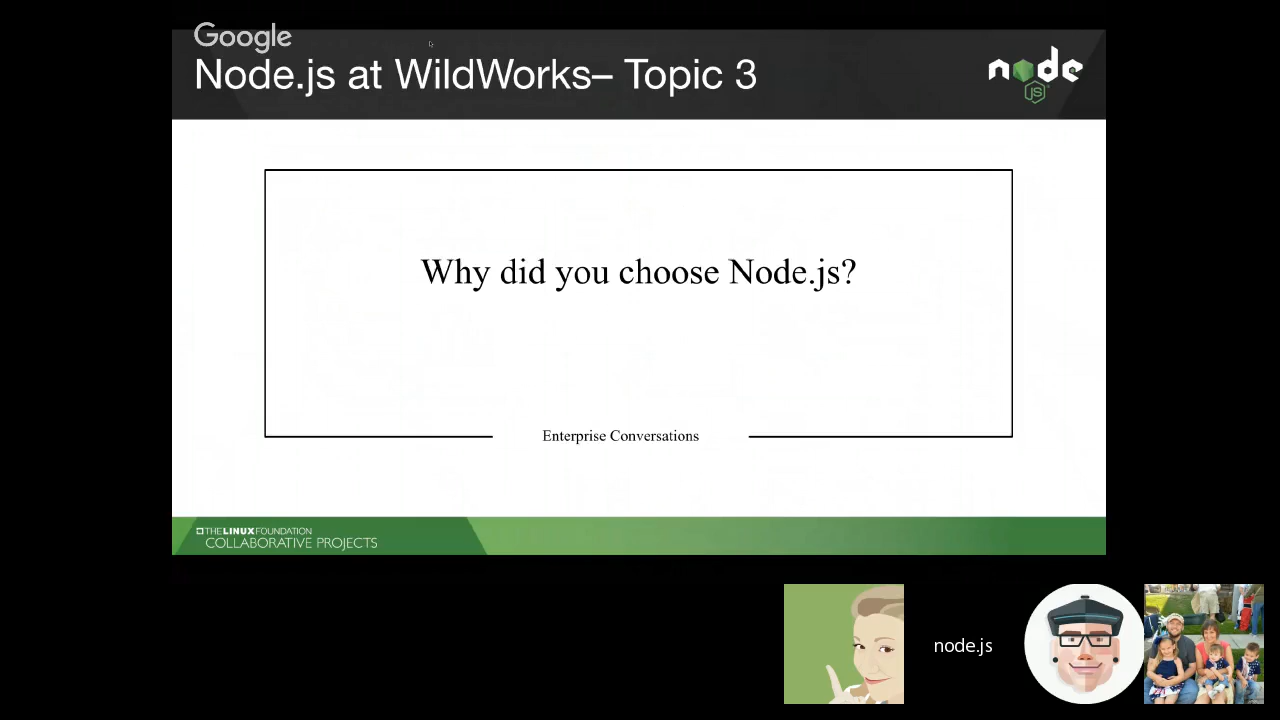 Google
Node.js at WildWorks– Topic 3
node
JS
Why did you choose Node.js?
Enterprise Conversations
THE LINUX FOUNDATION
COLLABORATIVE PROJECTS
node.js